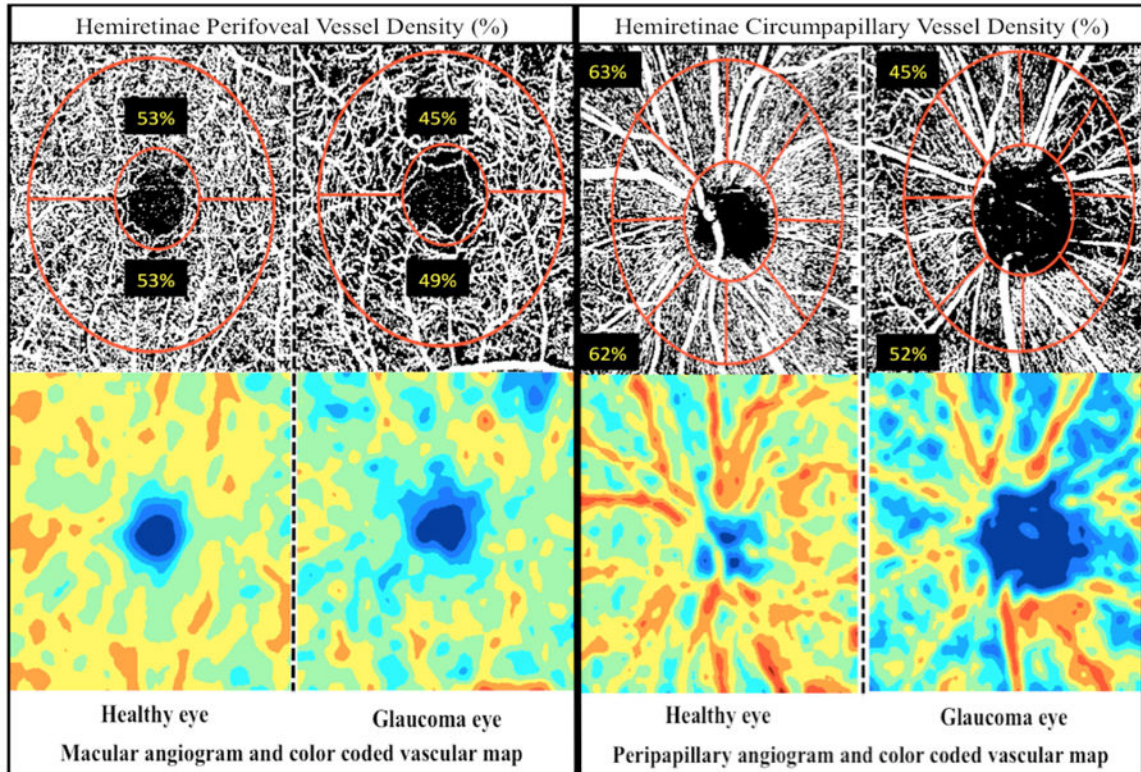 Hemiretinae Perifoveal Vessel Density (%)
Hemiretinae Circumpapillary Vessel Density (%)
53%
45%
63%
45%
53%
49%
62%
52%
Healthy eye
Glaucoma eye
Healthy eye
Glaucoma eye
Macular angiogram and color coded vascular map
Peripapillary angiogram and color coded vascular map